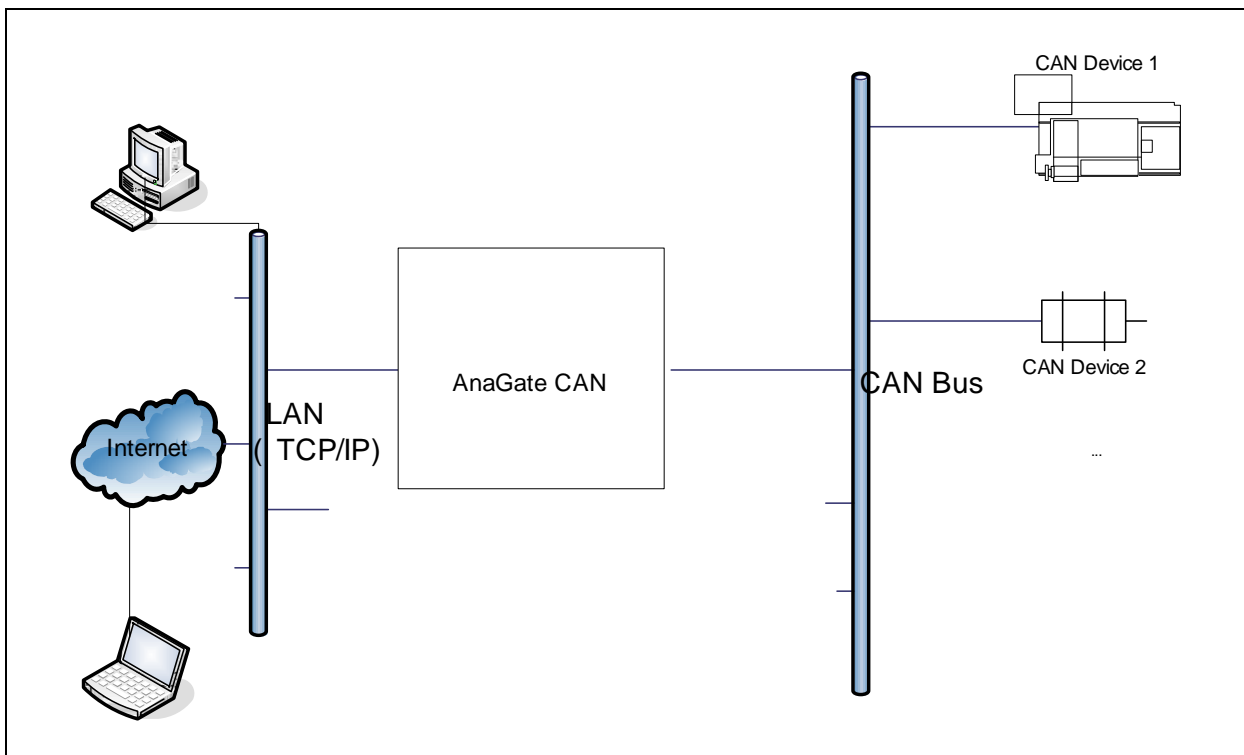 CAN Device 1
AnaGate CAN
CAN Bus
CAN Device 2
LAN
( TCP/IP)
Internet
...